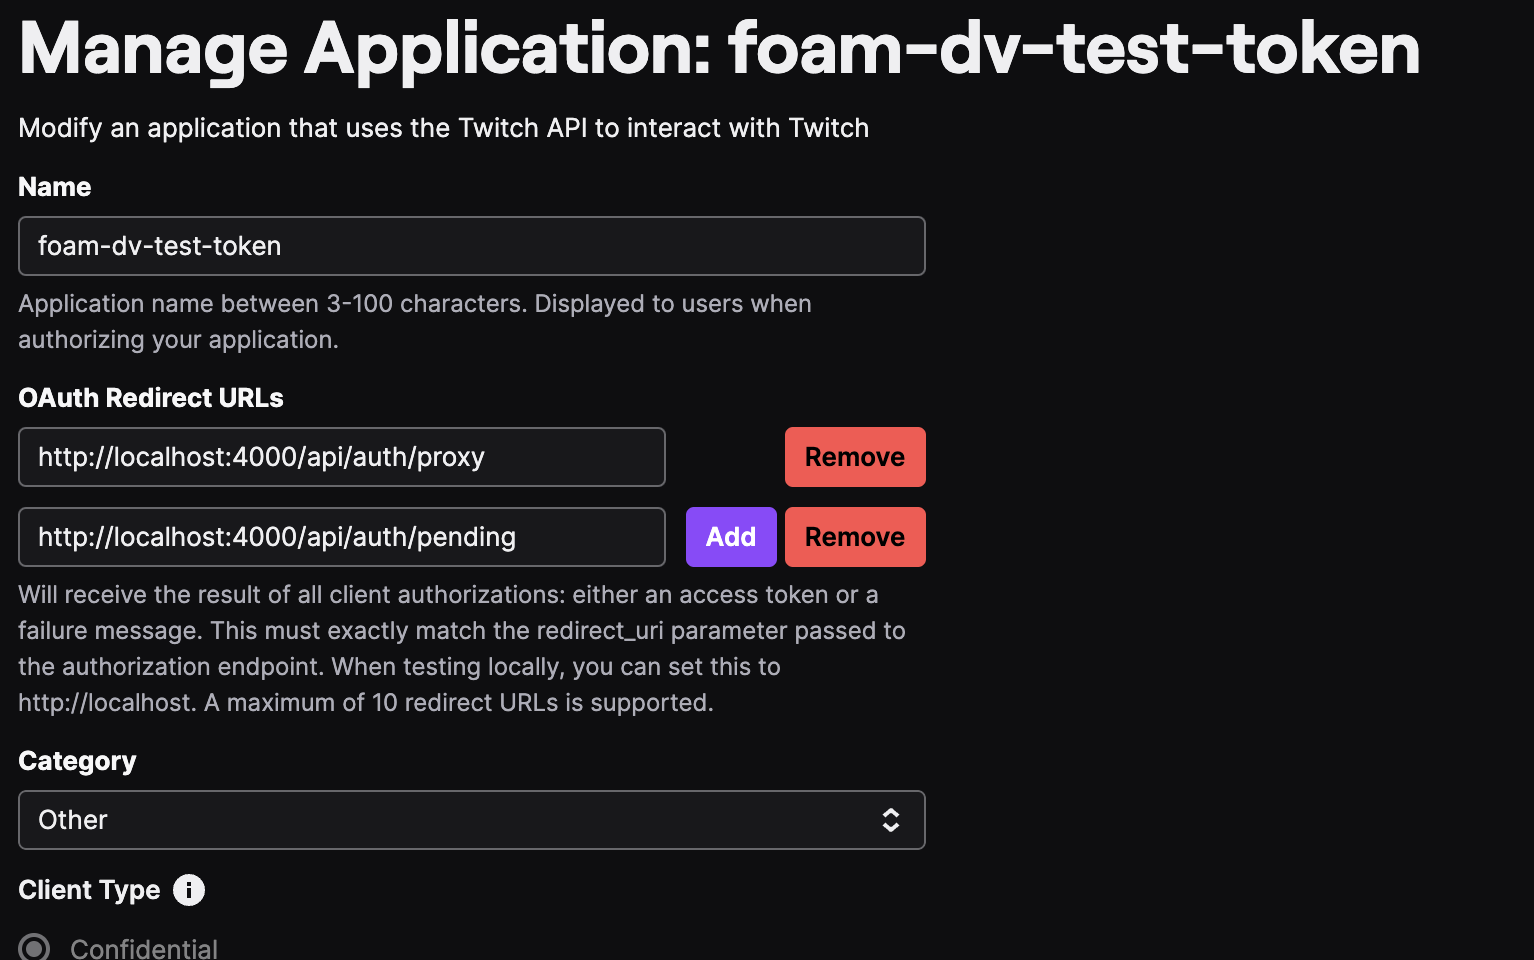 Manage Application: foam-dv-test-token
Modify an application that uses the Twitch API to interact with Twitch
Name
foam-dv-test-token
Application name between 3-100 characters. Displayed to users when
authorizing your application.
OAuth Redirect URLs
http://localhost:4000/api/auth/proxy
Remove
http://localhost:4000/api/auth/pending
Add
Remove
Will receive the result of all client authorizations: either an access token or a
failure message. This must exactly match the redirect_uri parameter passed to
the authorization endpoint. When testing locally, you can set this to
http://localhost. A maximum of 10 redirect URLs is supported.
Category
Other
Client Type
Confidential